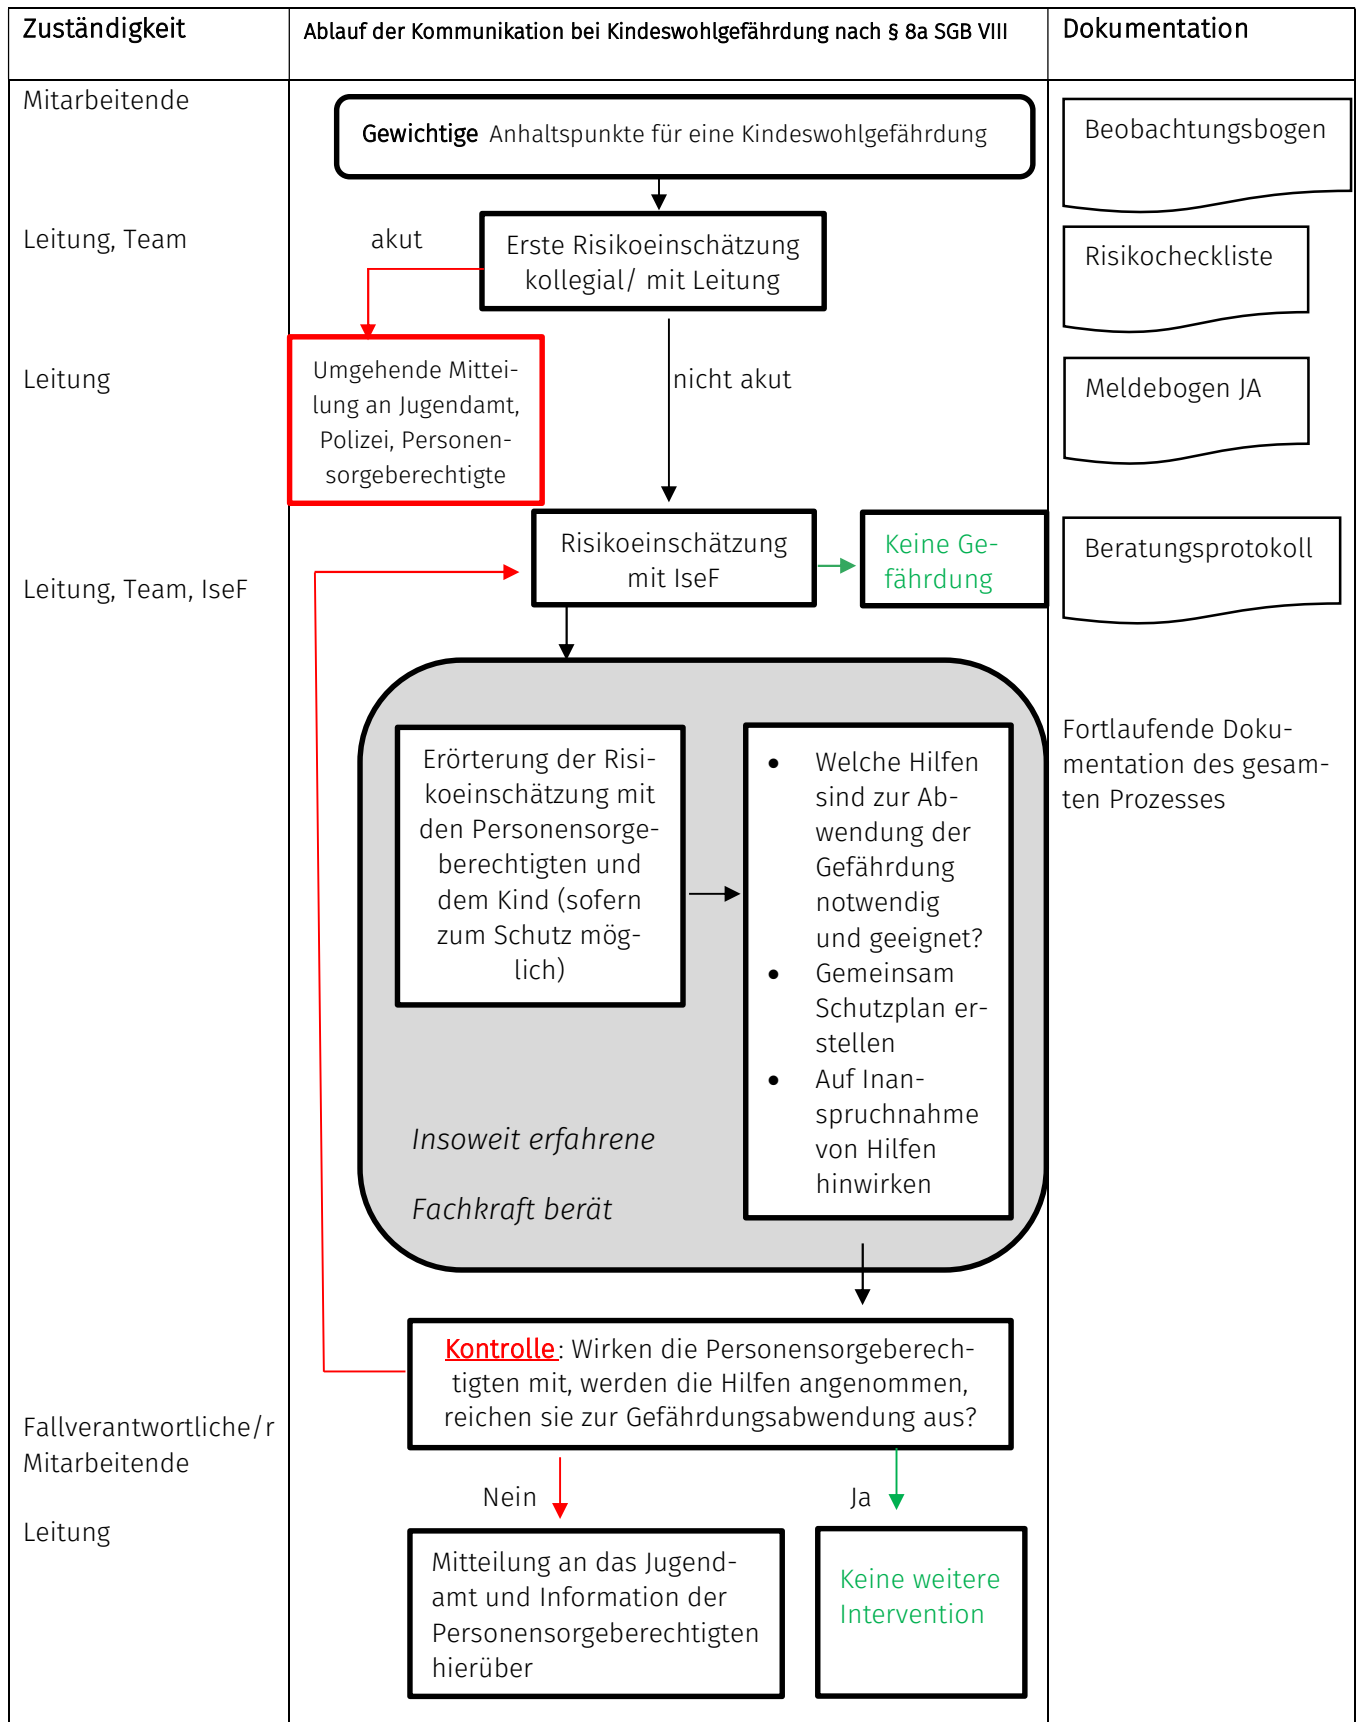 Zuständigkeit
Ablauf der Kommunikation bei Kindeswohlgefährdung nach § 8a SGB VIII
Dokumentation
Mitarbeitende
Gewichtige Anhaltspunkte für eine Kindeswohlgefährdung
Beobachtungsbogen
Leitung, Team
akut
Erste Risikoeinschätzung
kollegial/ mit Leitung
Risikocheckliste
Leitung
Umgehende Mittei-
lung an Jugendamt,
Polizei, Personen-
sorgeberechtigte
nicht akut
Meldebogen JA
Leitung, Team, IseF
Risikoeinschätzung
mit IseF
Keine Ge-
fährdung
Beratungsprotokoll
Erörterung der Risi-
koeinschätzung mit
den Personensorge-
berechtigten und
dem Kind (sofern
zum Schutz mög-
lich)
• Welche Hilfen
sind zur Ab-
wendung der
Gefährdung
notwendig
und geeignet?
• Gemeinsam
Schutzplan er-
stellen
• Auf Inan-
spruchnahme
von Hilfen
hinwirken
Fortlaufende Doku-
mentation des gesam-
ten Prozesses
Insoweit erfahrene
Fachkraft berät
Kontrolle: Wirken die Personensorgeberech-
tigten mit, werden die Hilfen angenommen,
reichen sie zur Gefährdungsabwendung aus?
Fallverantwortliche/r
Mitarbeitende
Nein
Ja
Leitung
Mitteilung an das Jugend-
amt und Information der
Personensorgeberechtigten
hierüber
Keine weitere
Intervention